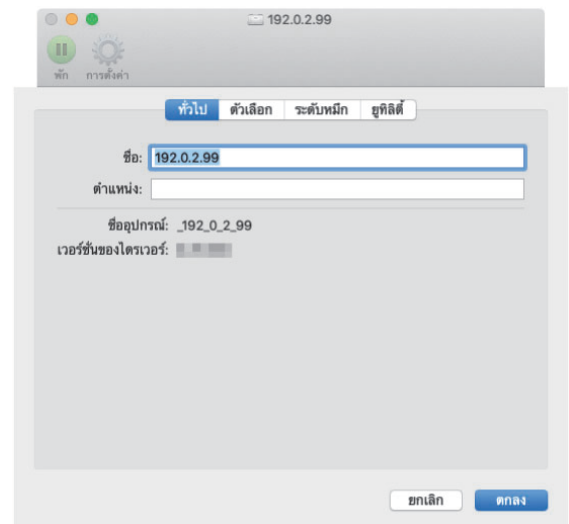 192.0.2.99
พัก การตั้งค่า
ทั่วไป ตัวเลือก ระดับหมึก ยูทิลิตี้
ชื่อ: 192.0.2.99
ตำแหน่ง:
ชื่ออุปกรณ์: _192_0_2_99
เวอร์ชั่นของไดรเวอร์:
ยกเลิก ตกลง